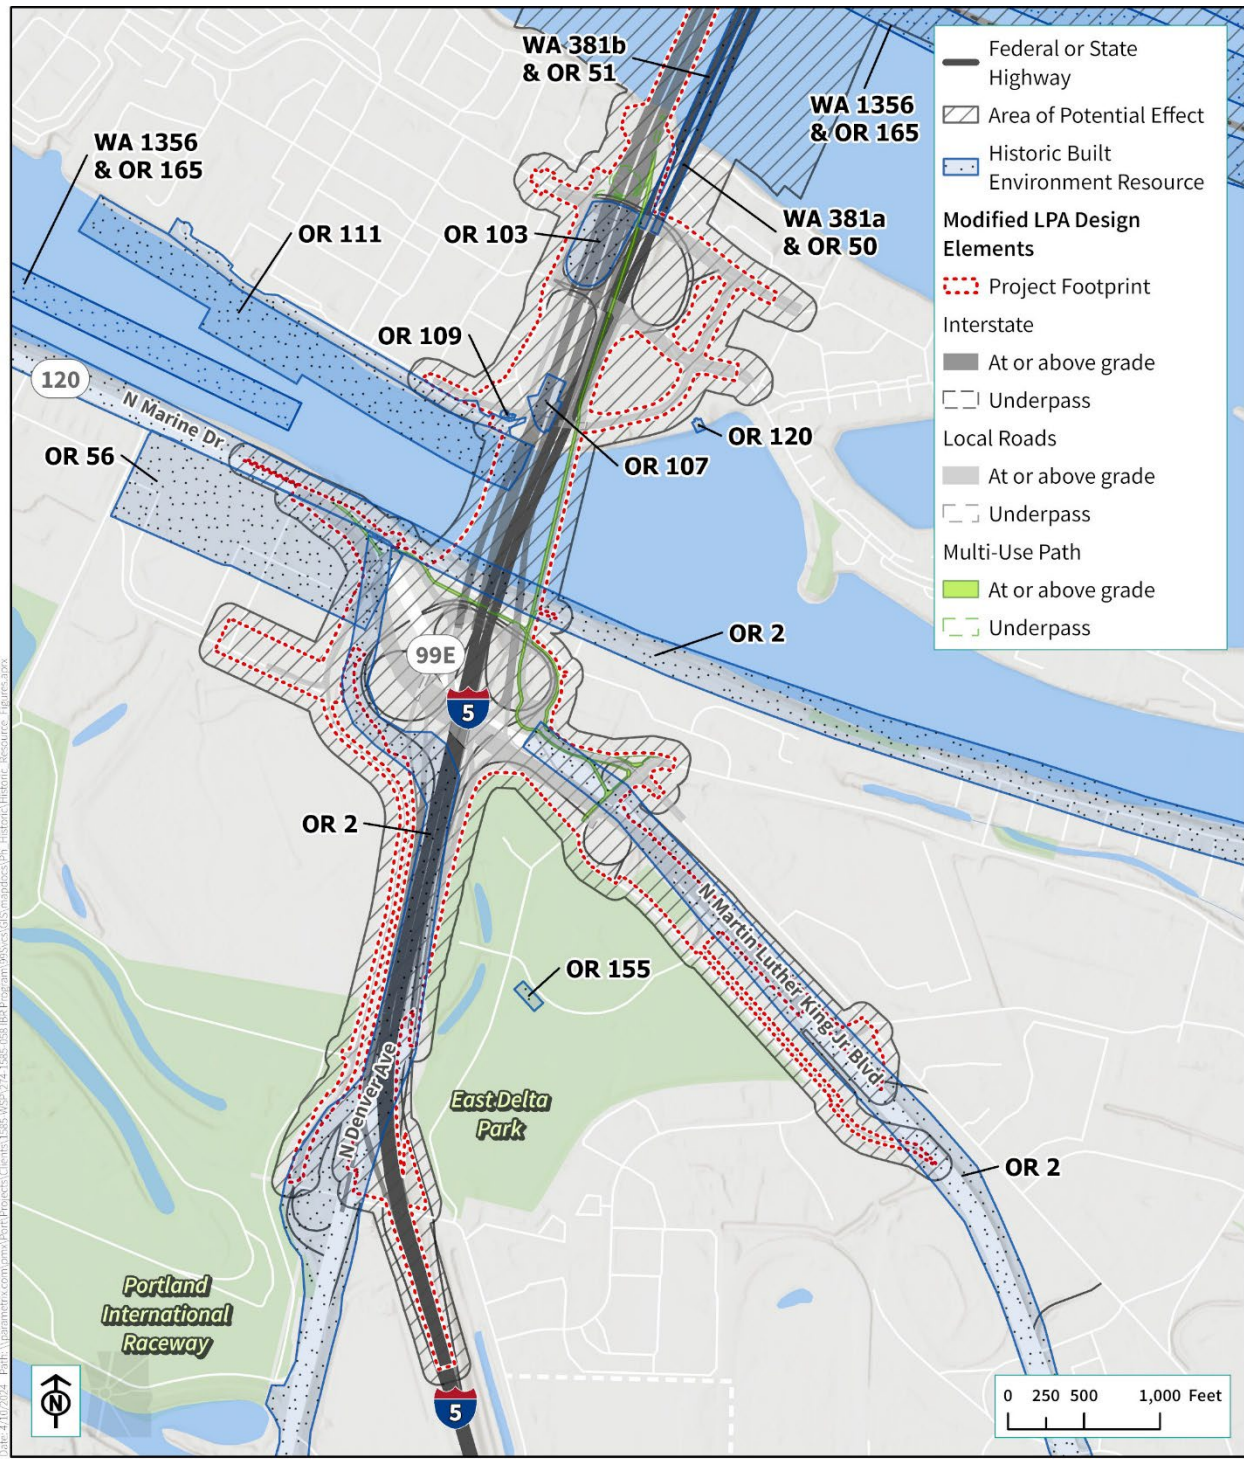 WA 381b
& OR 51
WA 1356
& OR 165
WA 1356
& OR 165
OR 111
OR 103
WA 381a
& OR 50
OR 109
OR 120
OR 107
120
N Marine Dr
OR 56
OR 2
99E
5
OR 2
N Martin Luther King Jr Blvd
OR 155
N Denver Ave
East Delta
Park
OR 2
Portland
International
Raceway
5
N
Federal or State
Highway
Area of Potential Effect
Historic Built
Environment Resource
Modified LPA Design
Elements
Project Footprint
Interstate
At or above grade
Underpass
Local Roads
At or above grade
Underpass
Multi-Use Path
At or above grade
Underpass
0 250 500 1,000 Feet
Date: 4/10/2024